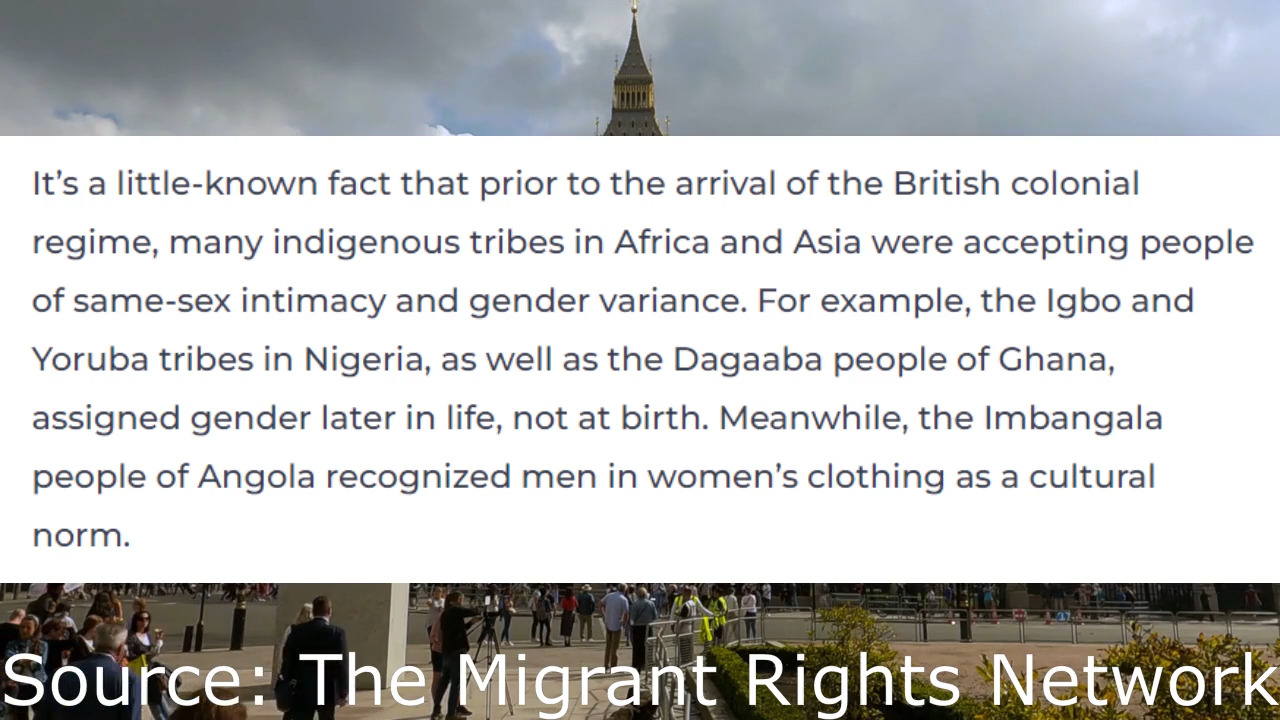 It’s a little-known fact that prior to the arrival of the British colonial
regime, many indigenous tribes in Africa and Asia were accepting people
of same-sex intimacy and gender variance. For example, the Igbo and
Yoruba tribes in Nigeria, as well as the Dagaaba people of Ghana,
assigned gender later in life, not at birth. Meanwhile, the Imbangala
people of Angola recognized men in women’s clothing as a cultural
norm.
Source: The Migrant Rights Network